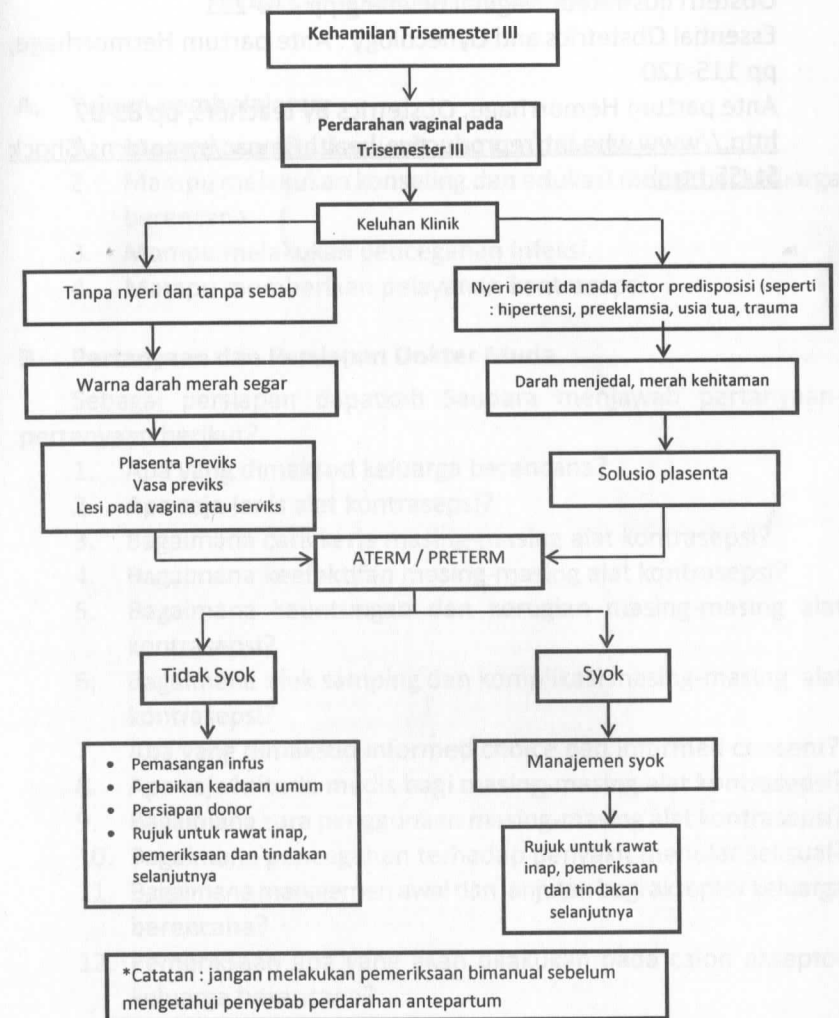 Kehamilan Trisemester III
Perdarahan vaginal pada
Trisemester III
Keluhan Klinik
Tanpa nyeri dan tanpa sebab
Nyeri perut dan ada factor predisposisi (seperti
: hipertensi, preeklamsia, usia tua, trauma
Warna darah merah segar
Darah menjedal, merah kehitaman
Plasenta Previks
Vasa previks
Lesi pada vagina atau serviks
Solusio plasenta
ATERM / PRETERM
Tidak Syok
Syok
• Pemasangan infus
• Perbaikan keadaan umum
• Persiapan donor
• Rujuk untuk rawat inap,
pemeriksaan dan tindakan
selanjutnya
Manajemen syok
Rujuk untuk rawat
inap, pemeriksaan
dan tindakan
selanjutnya
*Catatan : jangan melakukan pemeriksaan bimanual sebelum
mengetahui penyebab perdarahan antepartum